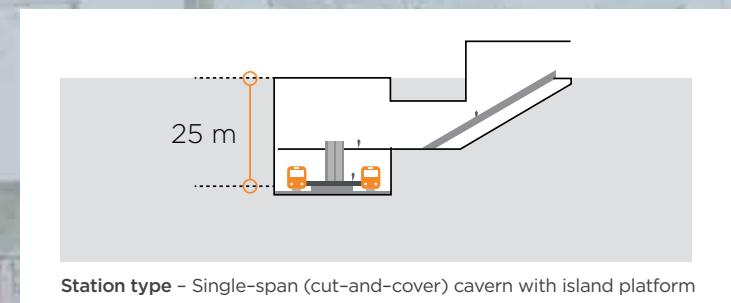 25 m
Station type – Single-span (cut-and-cover) cavern with island platform